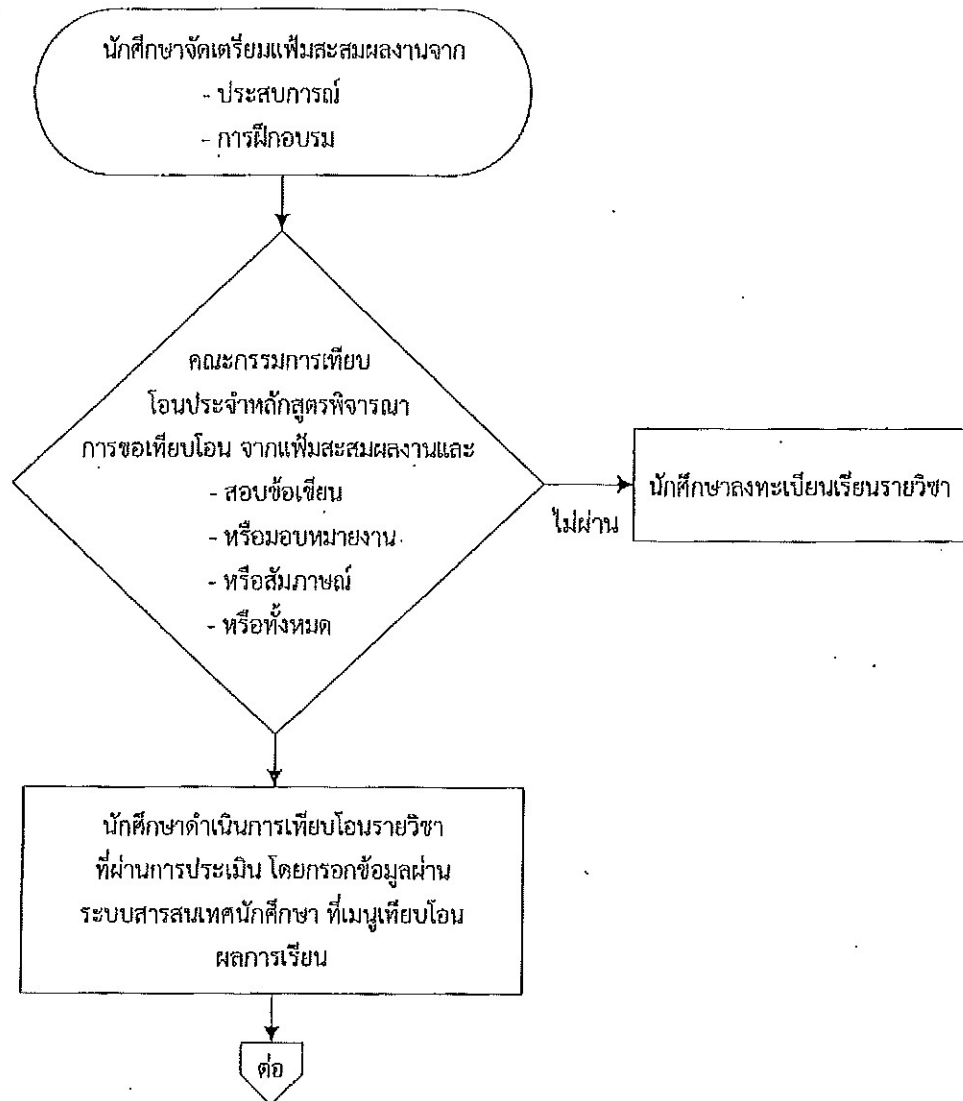 นักศึกษาจัดเตรียมแฟ้มสะสมผลงานจาก
- ประสบการณ์
- การฝึกอบรม
คณะกรรมการเทียบ
โอนประจำหลักสูตรพิจารณา
การขอเทียบโอน จากแฟ้มสะสมผลงานและ
- สอบข้อเขียน
- หรือมอบหมายงาน
- หรือสัมภาษณ์
- หรือทั้งหมด
ไม่ผ่าน
นักศึกษาลงทะเบียนเรียนรายวิชา
นักศึกษาดำเนินการเทียบโอนรายวิชา
ที่ผ่านการประเมิน โดยกรอกข้อมูลผ่าน
ระบบสารสนเทศนักศึกษา ที่เมนูเทียบโอน
ผลการเรียน
ต่อ